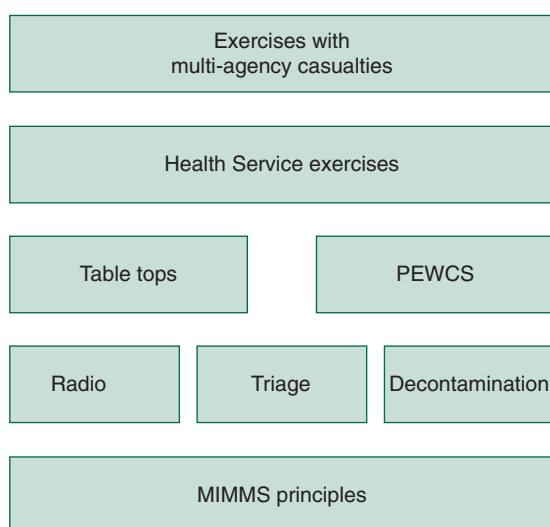 Exercises with
multi-agency casualties
Health Service exercises
Table tops
PEWCS
Radio
Triage
Decontamination
MIMMS principles